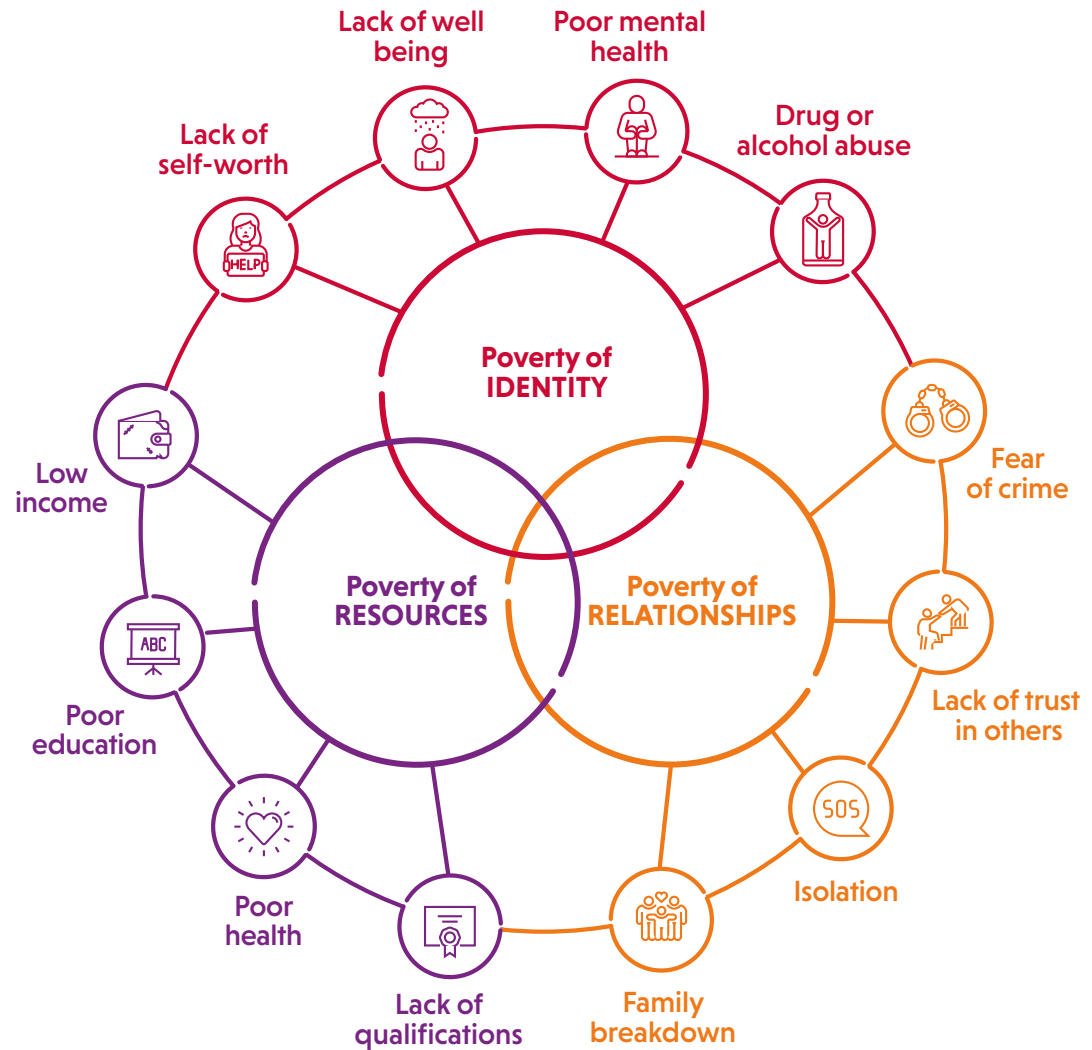 Lack of well
being
Poor mental
health
Drug or
alcohol abuse
Lack of
self-worth
HELP
Poverty of
IDENTITY
Fear
of crime
Low
income
Poverty of
RESOURCES
Poverty of
RELATIONSHIPS
ABC
Poor
education
Lack of trust
in others
SOS
Isolation
Poor
health
Lack of
qualifications
Family
breakdown